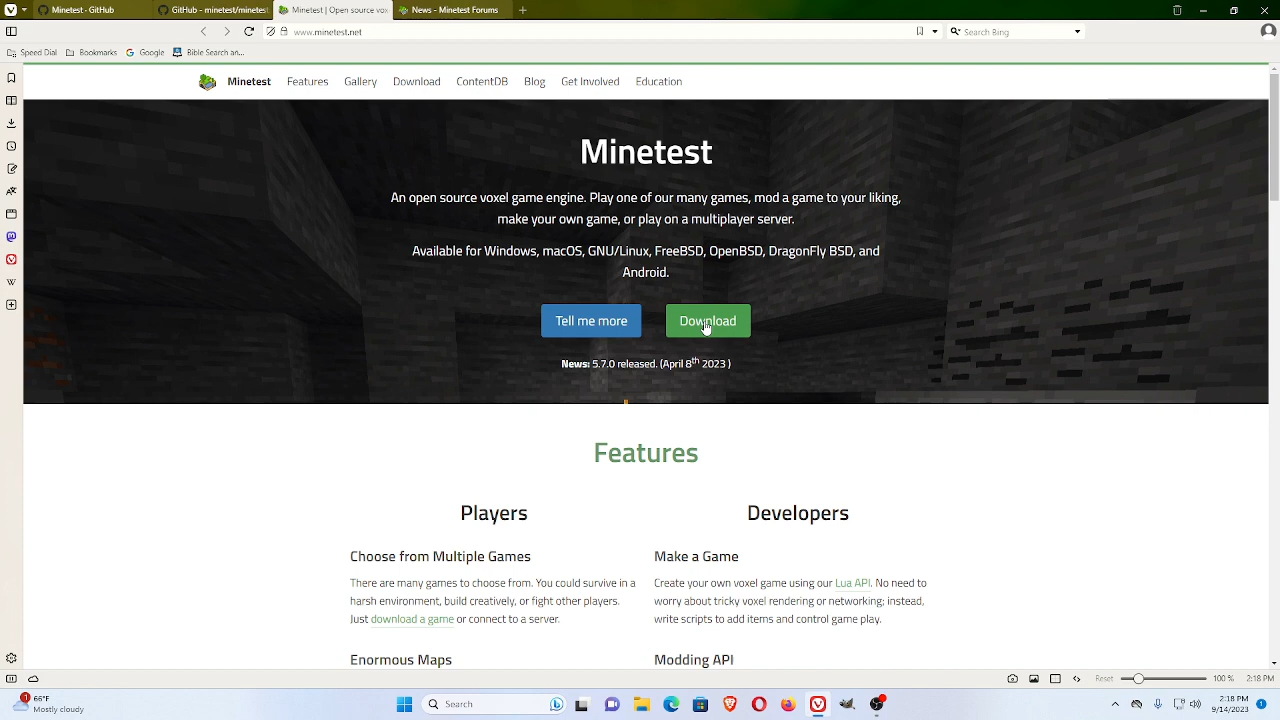 Minetest - GitHub
GitHub - minetest/minetest
Minetest | Open source vox
News - Minetest Forums
www.minetest.net
Search Bing
Speed Dial
Bookmarks
Google
Bible Search an...
Minetest
Features
Gallery
Download
ContentDB
Blog
Get Involved
Education
Minetest
An open source voxel game engine. Play one of our many games, mod a game to your liking,
make your own game, or play on a multiplayer server.
Available for Windows, macOS, GNU/Linux, FreeBSD, OpenBSD, DragonFly BSD, and
Android.
Tell me more
Download
News: 5.7.0 released. (April 8th 2023 )
Features
Players
Developers
Choose from Multiple Games
There are many games to choose from. You could survive in a
harsh environment, build creatively, or fight other players.
Just download a game or connect to a server.
Make a Game
Create your own voxel game using our Lua API. No need to
worry about tricky voxel rendering or networking; instead,
write scripts to add items and control game play.
Enormous Maps
Modding API
Reset
100 %
2:18 PM
1
66°F
Mostly cloudy
Search
2:18 PM
9/14/2023
1